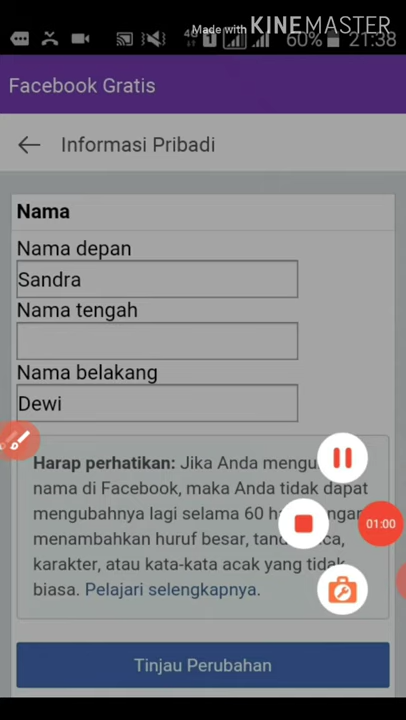 Made with KINEMASTER
4G 1 60% 21:38
Facebook Gratis
Informasi Pribadi
Nama
Nama depan
Sandra
Nama tengah
Nama belakang
Dewi
Harap perhatikan: Jika Anda
nama di Facebook, maka Anda tidak dapat
mengubahnya lagi selama 60
menambahkan huruf besar,
karakter, atau kata-kata acak yang tidak
biasa. Pelajari selengkapnya.
01:00
Tinjau Perubahan